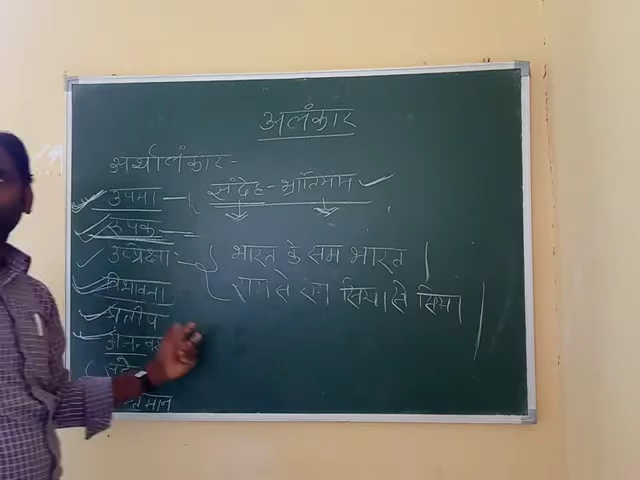 अलंकार
अर्थालंकार-
उपमा - संदेह - भ्रांतिमान
रूपक
उत्प्रेक्षा - भारत के सम भारत
विभावना राम से राम सिया से सिया
प्रतीप